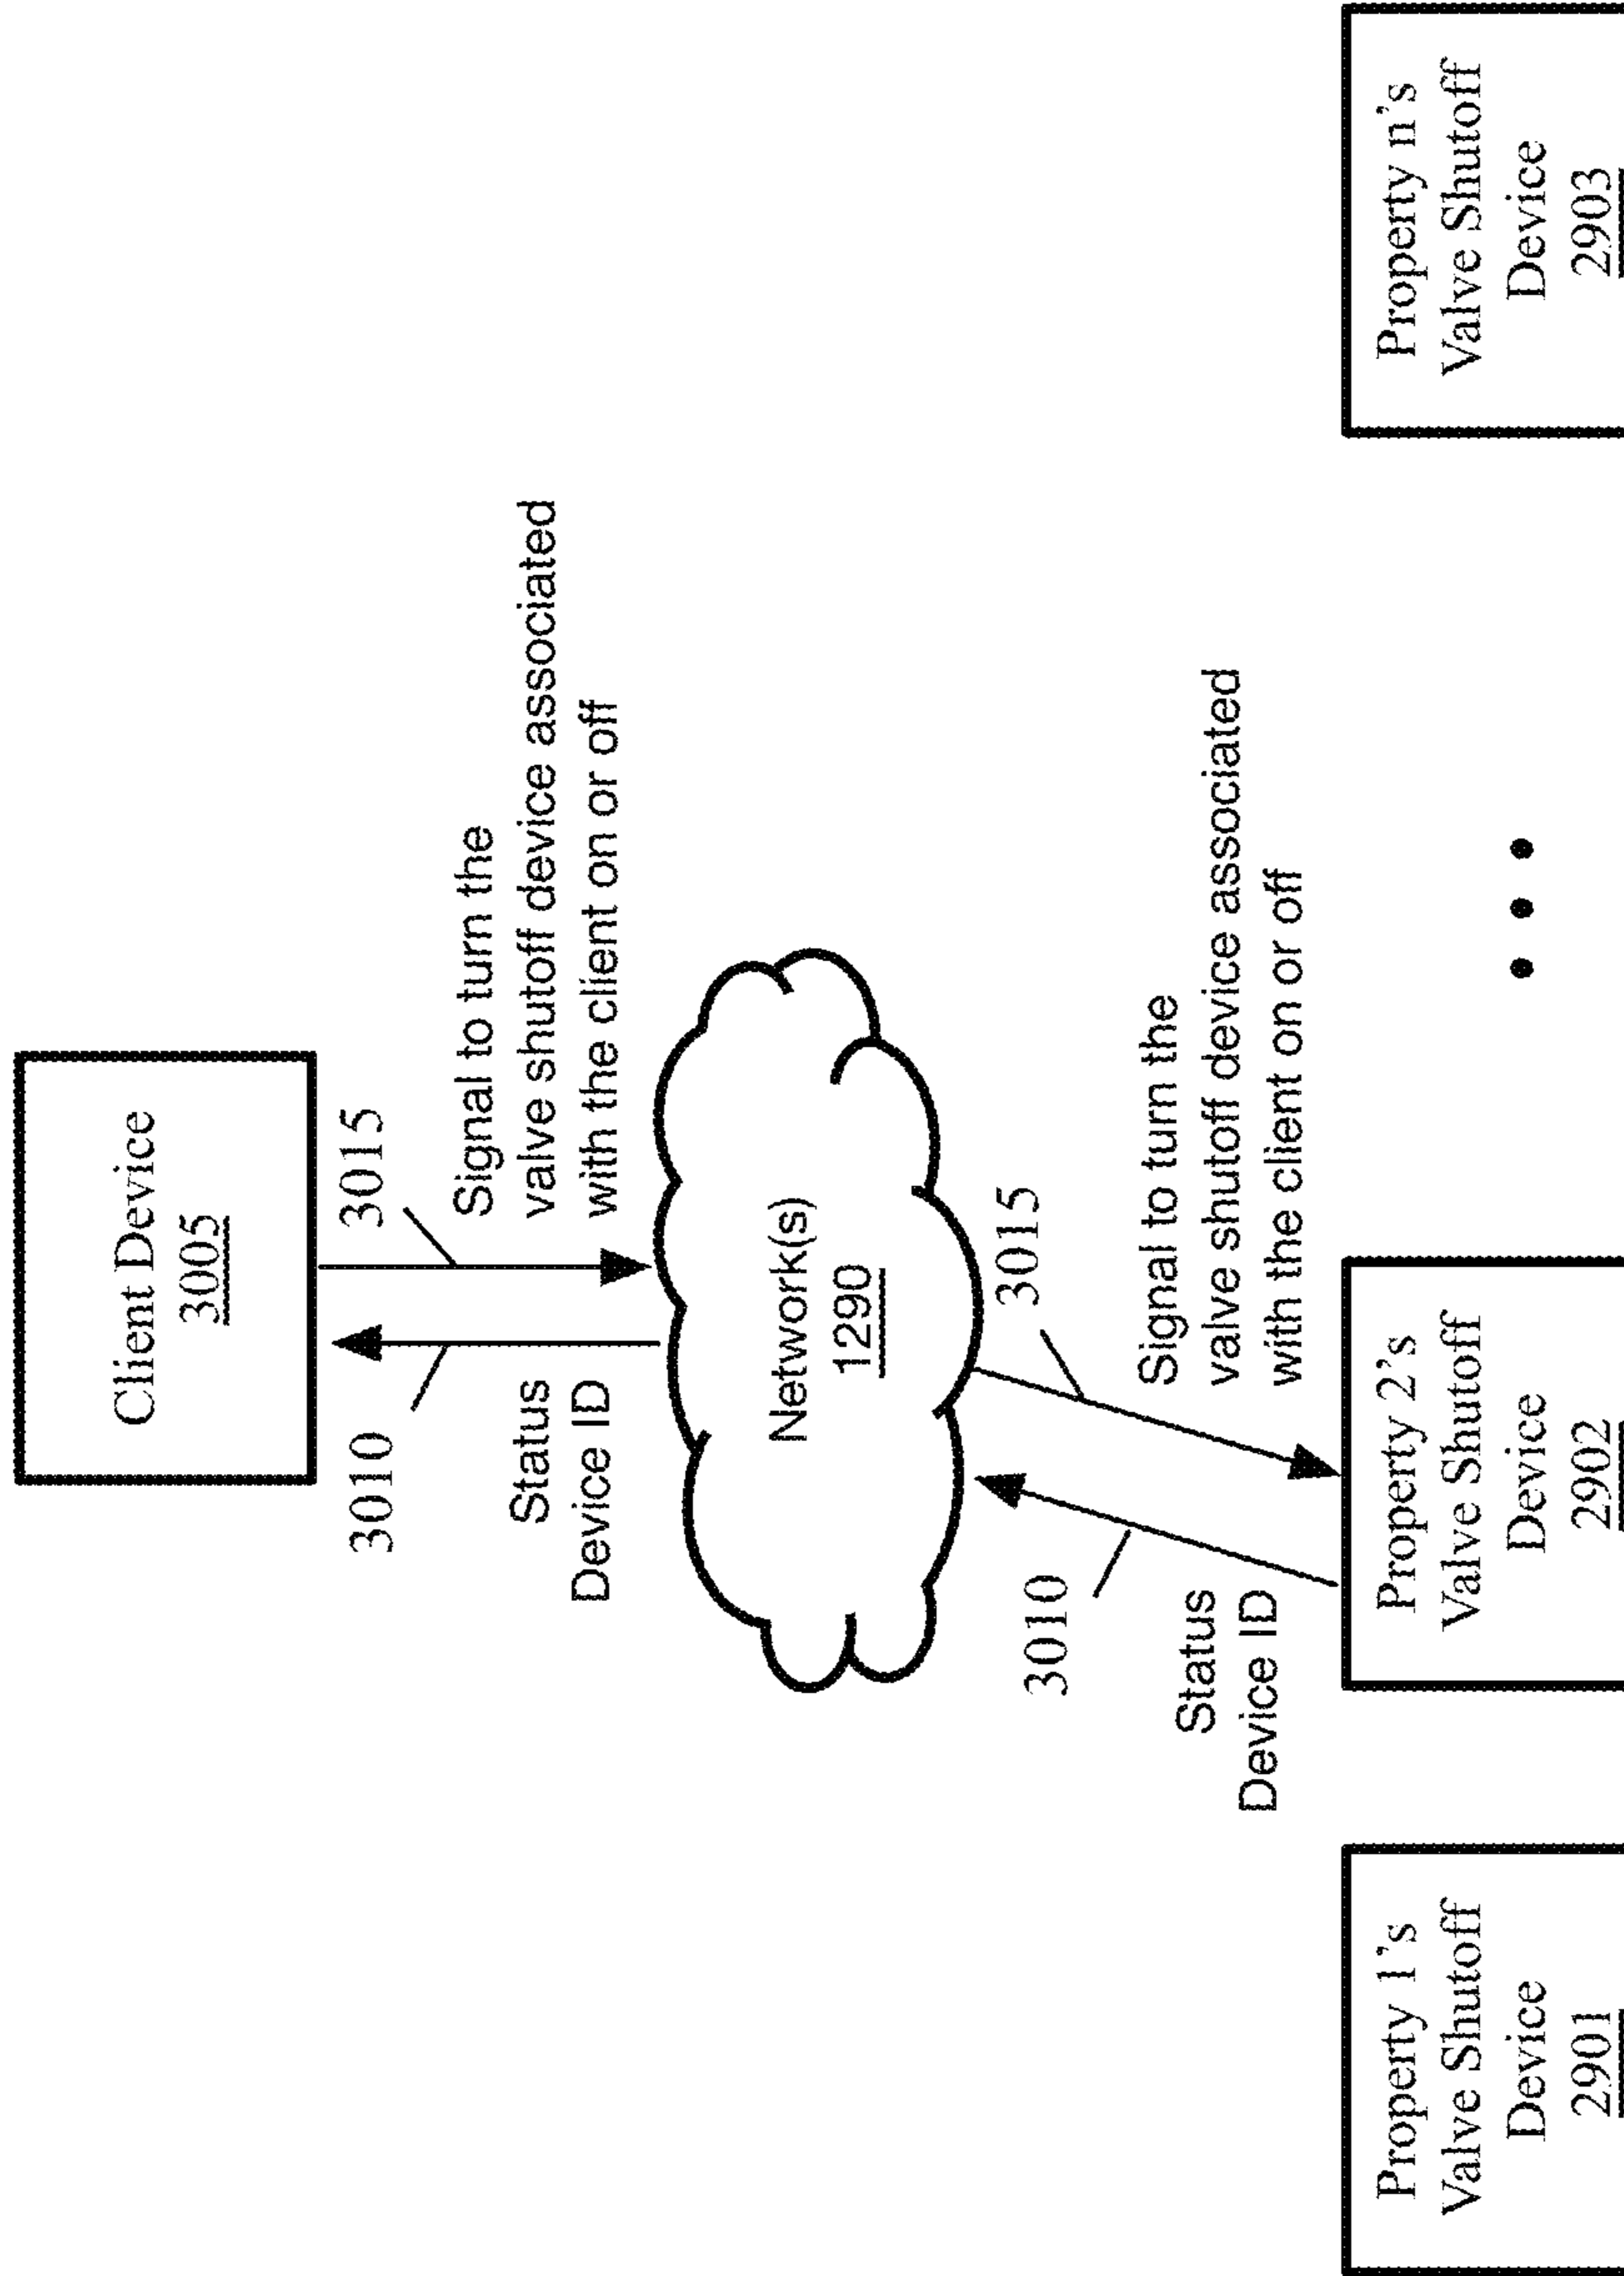 Client Device
3005
3010
3015
Status
Device ID
Signal to turn the
valve shutoff device associated
with the client on or off
Network(s)
1290
3010
3015
Status
Device ID
Signal to turn the
valve shutoff device associated
with the client on or off
Property 1's
Valve Shutoff
Device
2901
Property 2's
Valve Shutoff
Device
2902
• • •
Property n's
Valve Shutoff
Device
2903